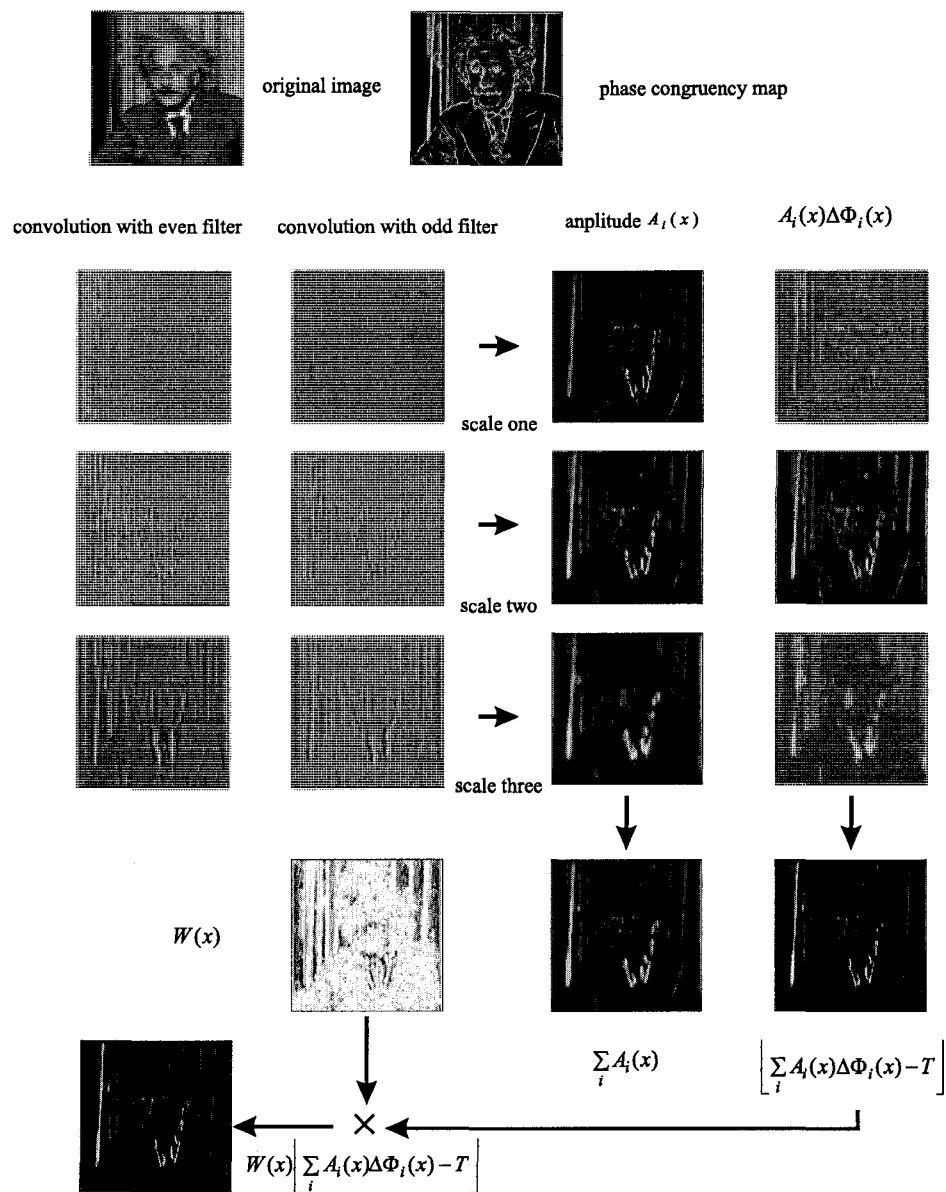 original image
phase congruency map
convolution with even filter
convolution with odd filter
anplitude A_i(x)
A_i(x)ΔΦ_i(x)
scale one
scale two
scale three
W(x)
∑_i A_i(x)
⌊∑_i A_i(x)ΔΦ_i(x)−T⌋
×
W(x)⌊∑_i A_i(x)ΔΦ_i(x)−T⌋